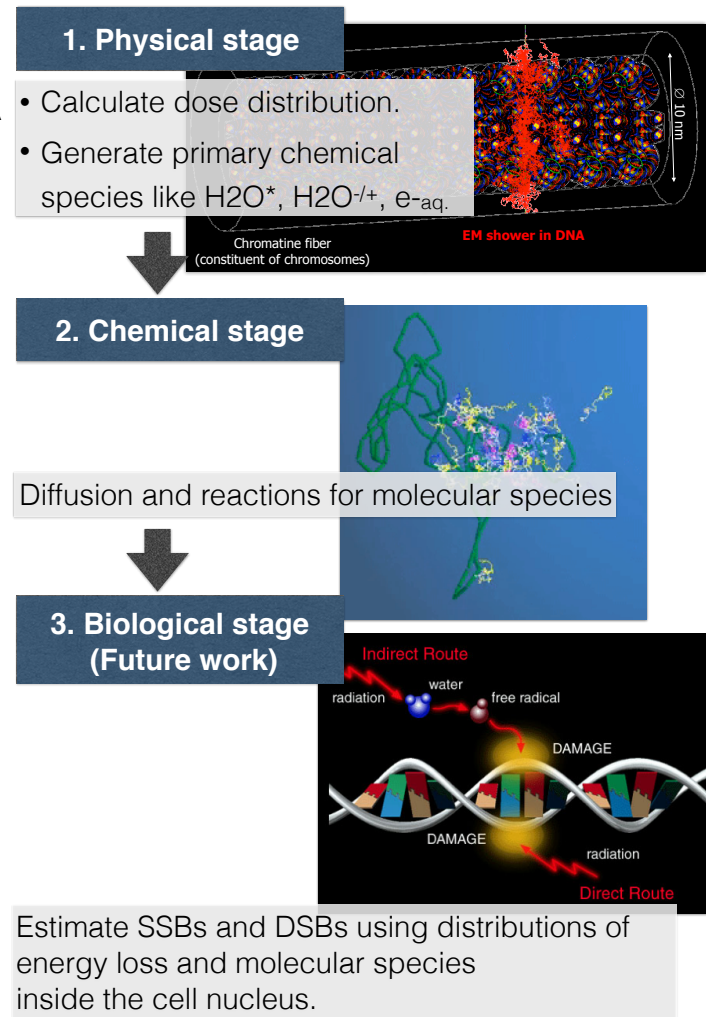 1. Physical stage
• Calculate dose distribution.
• Generate primary chemical
species like H2O*, H2O-/+, e-aq.
∅ 10 nm
Chromatine fiber
(constituent of chromosomes)
EM shower in DNA
2. Chemical stage
Diffusion and reactions for molecular species
3. Biological stage
(Future work)
Indirect Route
radiation
water
free radical
DAMAGE
DAMAGE
radiation
Direct Route
Estimate SSBs and DSBs using distributions of
energy loss and molecular species
inside the cell nucleus.